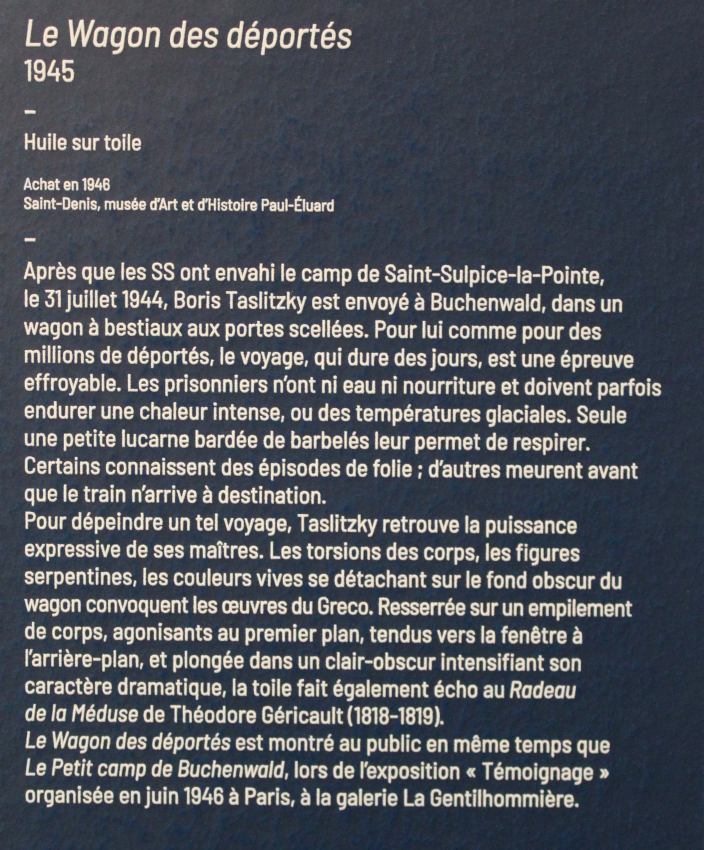 Le Wagon des déportés
1945
–
Huile sur toile
Achat en 1946
Saint-Denis, musée d'Art et d'Histoire Paul-Éluard
–
Après que les SS ont envahi le camp de Saint-Sulpice-la-Pointe,
le 31 juillet 1944, Boris Taslitzky est envoyé à Buchenwald, dans un
wagon à bestiaux aux portes scellées. Pour lui comme pour des
millions de déportés, le voyage, qui dure des jours, est une épreuve
effroyable. Les prisonniers n'ont ni eau ni nourriture et doivent parfois
endurer une chaleur intense, ou des températures glaciales. Seule
une petite lucarne bardée de barbelés leur permet de respirer.
Certains connaissent des épisodes de folie ; d'autres meurent avant
que le train n'arrive à destination.
Pour dépeindre un tel voyage, Taslitzky retrouve la puissance
expressive de ses maîtres. Les torsions des corps, les figures
serpentines, les couleurs vives se détachant sur le fond obscur du
wagon convoquent les œuvres du Greco. Resserrée sur un empilement
de corps, agonisants au premier plan, tendus vers la fenêtre à
l'arrière-plan, et plongée dans un clair-obscur intensifiant son
caractère dramatique, la toile fait également écho au Radeau
de la Méduse de Théodore Géricault (1818-1819).
Le Wagon des déportés est montré au public en même temps que
Le Petit camp de Buchenwald, lors de l'exposition « Témoignage »
organisée en juin 1946 à Paris, à la galerie La Gentilhommière.